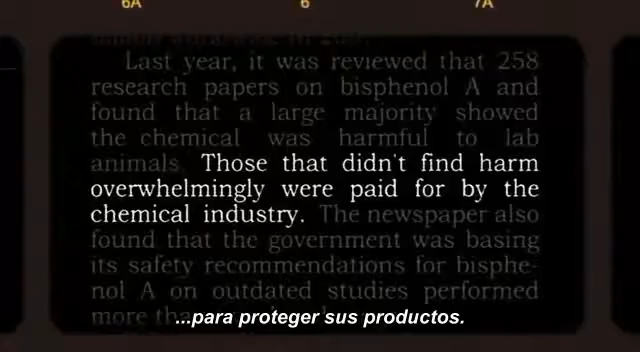 6A 6 7A
Last year, it was reviewed that 258
research papers on bisphenol A and
found that a large majority showed
the chemical was harmful to lab
animals. Those that didn't find harm
overwhelmingly were paid for by the
chemical industry. The newspaper also
found that the government was basing
its safety recommendations for bisphe-
nol A on outdated studies performed
more
...para proteger sus productos.